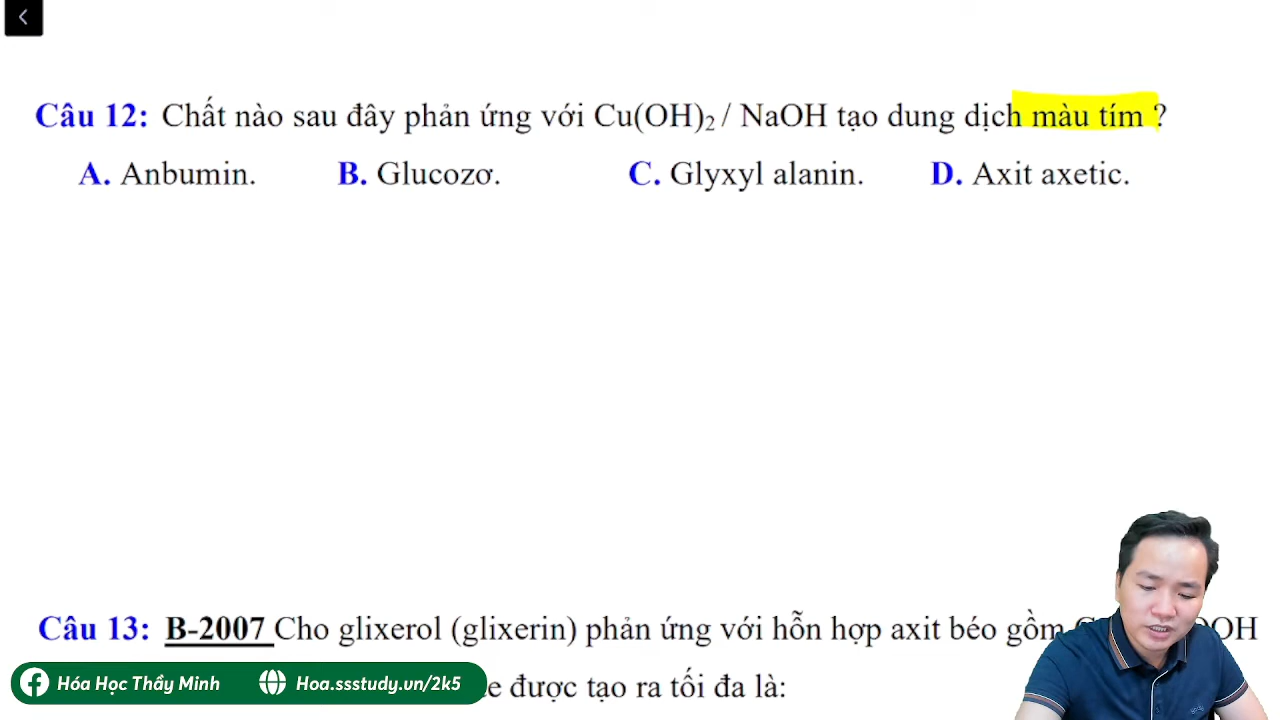 Câu 12: Chất nào sau đây phản ứng với Cu(OH)₂ / NaOH tạo dung dịch màu tím ?
A. Anbumin. B. Glucozơ. C. Glyxyl alanin. D. Axit axetic.
Câu 13: B-2007 Cho glixerol (glixerin) phản ứng với hỗn hợp axit béo gồm
được tạo ra tối đa là:
Hóa Học Thầy Minh Hoa.ssstudy.vn/2k5